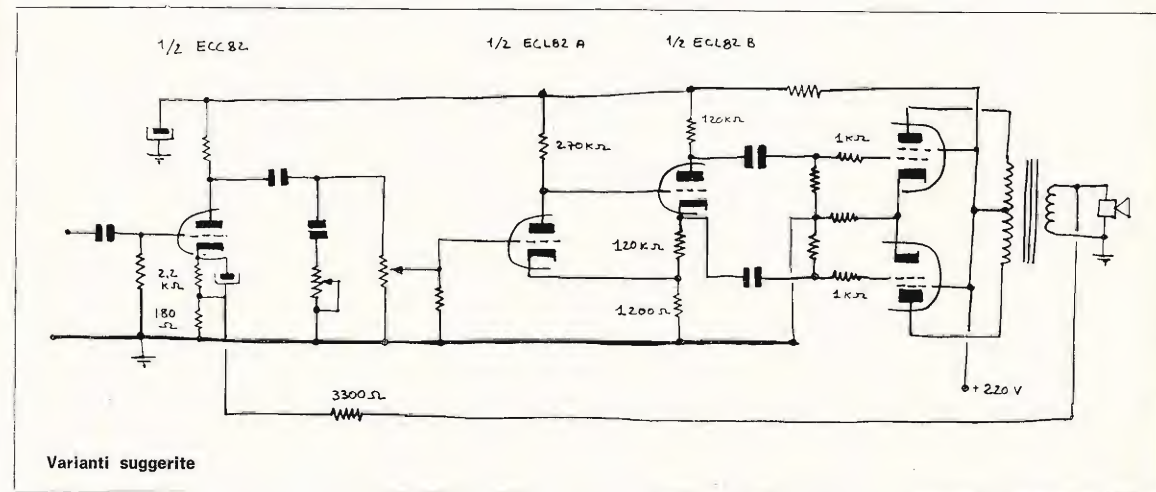 1/2 ECC82
1/2 ECL82 A
1/2 ECL82 B
120KΩ
270KΩ
1KΩ
2,2 KΩ
180 Ω
120KΩ
1200Ω
1KΩ
+ 220 V
3300Ω
Varianti suggerite